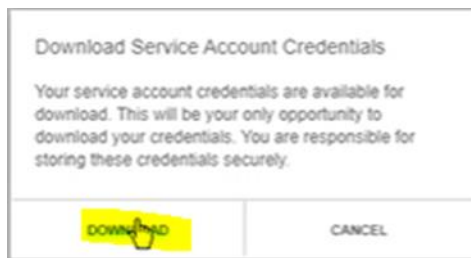 Download Service Account Credentials
Your service account credentials are available for
download. This will be your only opportunity to
download your credentials. You are responsible for
storing these credentials securely.
DOWNLOAD
CANCEL